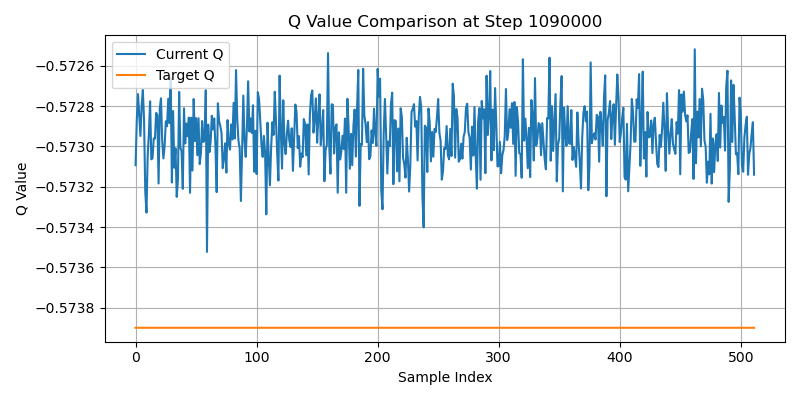 Q Value Comparison at Step 1090000
Current Q
Target Q
Q Value
−0.5726
−0.5728
−0.5730
−0.5732
−0.5734
−0.5736
−0.5738
0 100 200 300 400 500
Sample Index